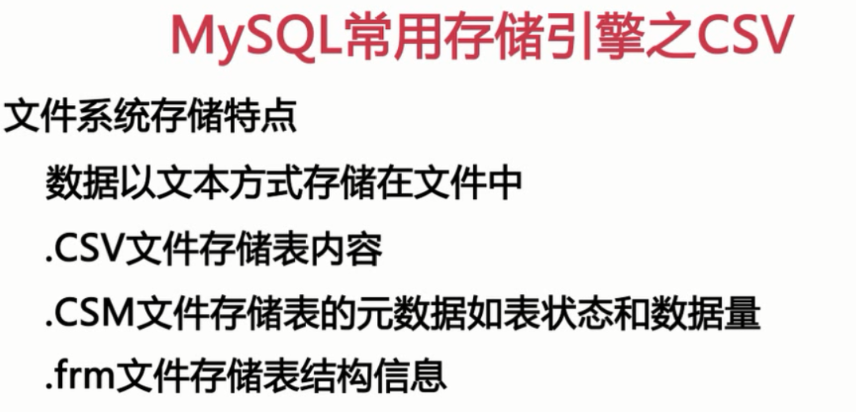 MySQL常用存储引擎之CSV
文件系统存储特点
数据以文本方式存储在文件中
.CSV文件存储表内容
.CSM文件存储表的元数据如表状态和数据量
.frm文件存储表结构信息